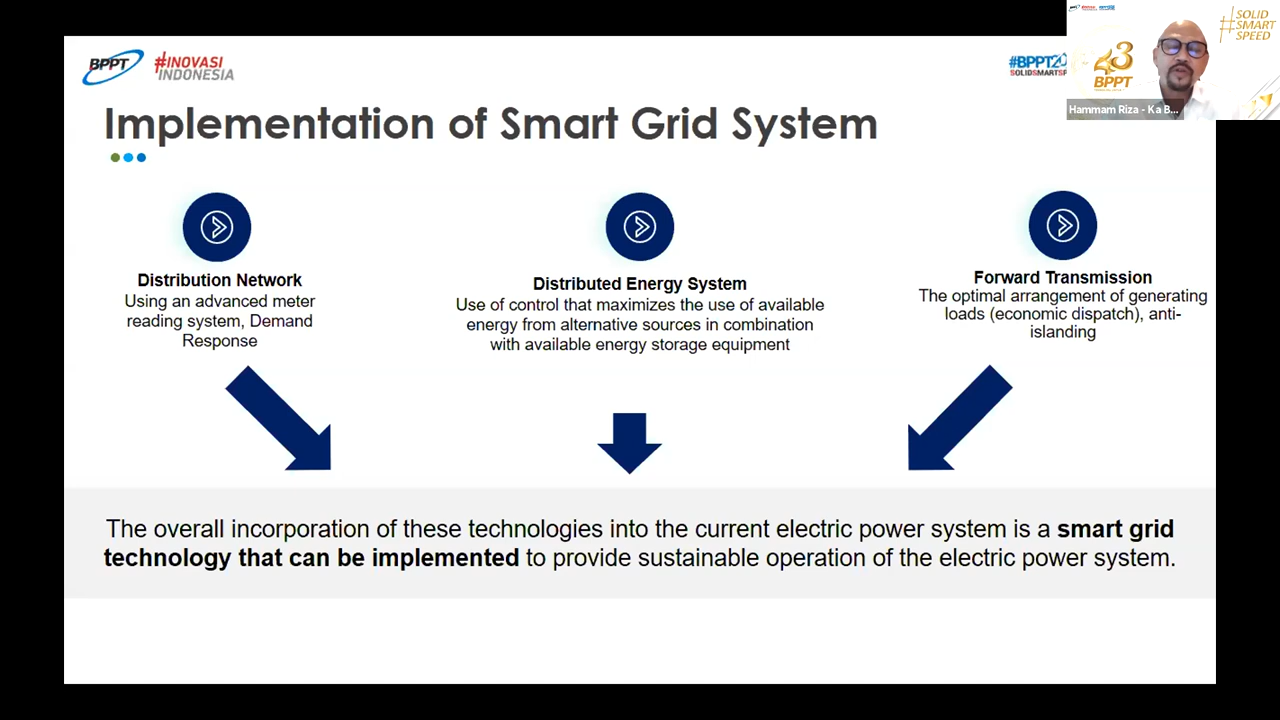 BPPT
#INOVASI
INDONESIA
#BPPT20
SOLIDSMARTSP
Implementation of Smart Grid System
Distribution Network
Using an advanced meter
reading system, Demand
Response
Distributed Energy System
Use of control that maximizes the use of available
energy from alternative sources in combination
with available energy storage equipment
Forward Transmission
The optimal arrangement of generating
loads (economic dispatch), anti-
islanding
The overall incorporation of these technologies into the current electric power system is a smart grid
technology that can be implemented to provide sustainable operation of the electric power system.
#SOLID
SMART
SPEED
43
BPPT
Hammam Riza - Ka B...